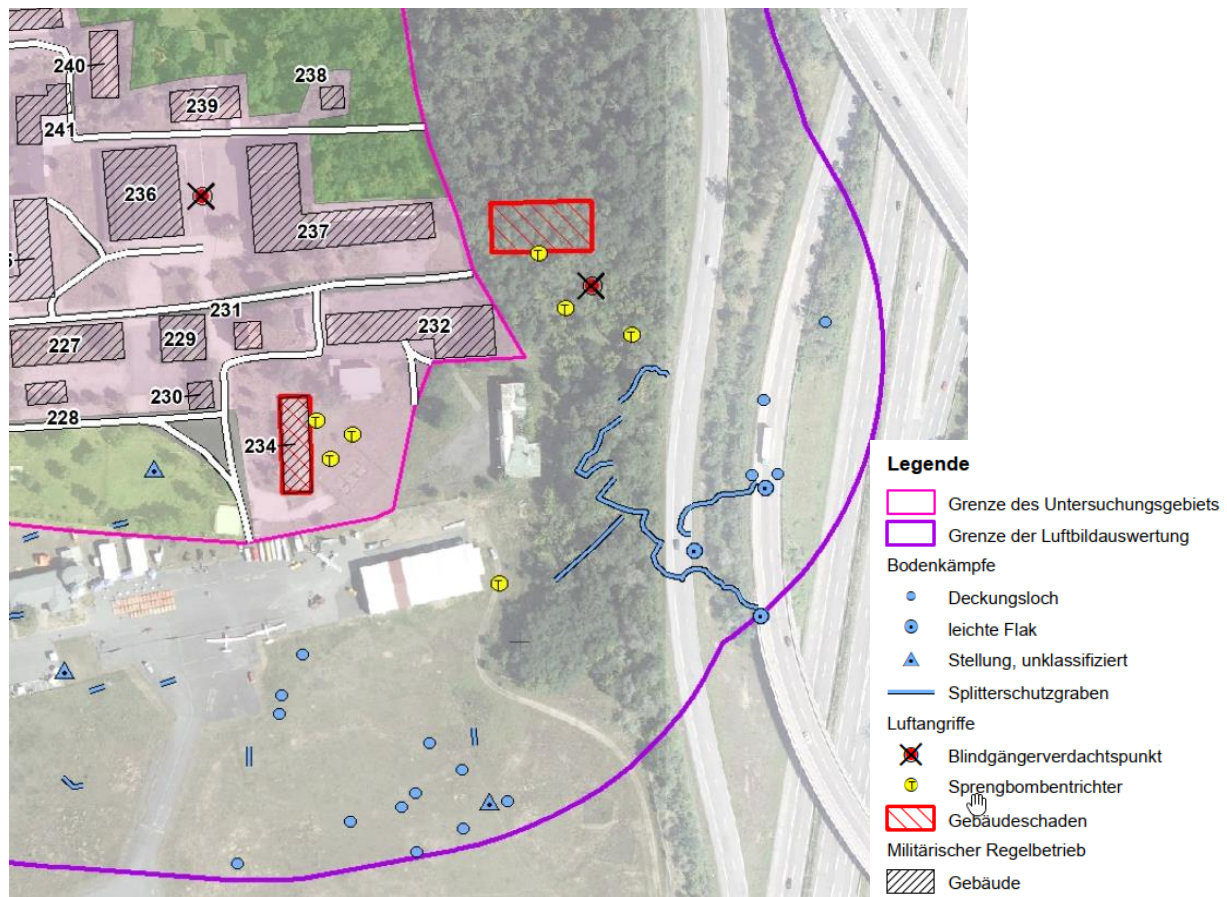 240
238
239
241
236
237
5
231
232
227
229
230
228
234
T
T
T
T
T
T
T
Legende
Grenze des Untersuchungsgebiets
Grenze der Luftbildauswertung
Bodenkämpfe
Deckungsloch
leichte Flak
Stellung, unklassifiziert
Splitterschutzgraben
Luftangriffe
Blindgängerverdachtspunkt
T Sprengbombentrichter
Gebäudeschaden
Militärischer Regelbetrieb
Gebäude